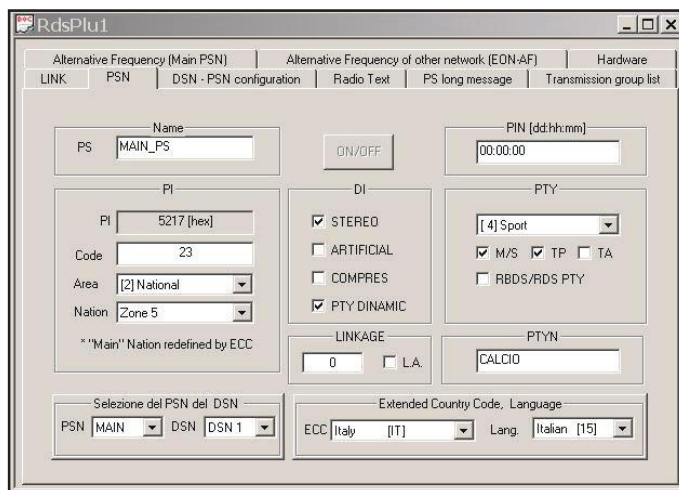 RdsPlu1
Alternative Frequency (Main PSN)
Alternative Frequency of other network (EON-AF)
Hardware
LINK
PSN
DSN - PSN configuration
Radio Text
PS long message
Transmission group list
Name
PS MAIN_PS
ON/OFF
PIN [dd:hh:mm]
00:00:00
PI
PI 5217 [hex]
Code 23
Area [2] National
Nation Zone 5
* "Main" Nation redefined by ECC
DI
STEREO
ARTIFICIAL
COMPRES
PTY DINAMIC
PTY
[ 4] Sport
M/S TP TA
RBDS/RDS PTY
LINKAGE
0 L.A.
PTYN
CALCIO
Selezione del PSN del DSN
PSN MAIN DSN DSN 1
Extended Country Code, Language
ECC Italy [IT] Lang. Italian [15]